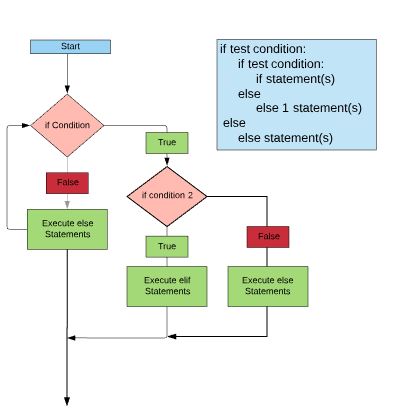 Start
if test condition:
if test condition:
if statement(s)
else
else 1 statement(s)
else
else statement(s)
if Condition
True
False
if condition 2
Execute else
Statements
True
False
Execute elif
Statements
Execute else
Statements